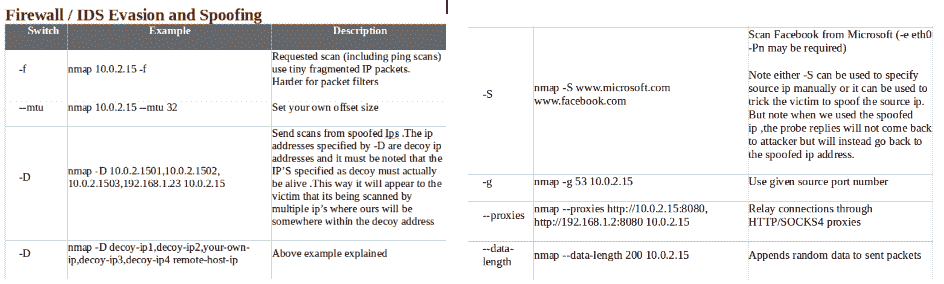 Firewall / IDS Evasion and Spoofing
Switch Example Description
-f
nmap 10.0.2.15 -f
Requested scan (including ping scans)
use tiny fragmented IP packets.
Harder for packet filters
--mtu
nmap 10.0.2.15 --mtu 32
Set your own offset size
-D
nmap -D 10.0.2.1501,10.0.2.1502,
10.0.2.1503,192.168.1.23 10.0.2.15
Send scans from spoofed Ips .The ip
addresses specified by -D are decoy ip
addresses and it must be noted that the
IP'S specified as decoy must actually
be alive .This way it will appear to the
victim that its being scanned by
multiple ip's where ours will be
somewhere within the decoy address
-D
nmap -D decoy-ip1,decoy-ip2,your-own-
ip,decoy-ip3,decoy-ip4 remote-host-ip
Above example explained
-S
nmap -S www.microsoft.com
www.facebook.com
Scan Facebook from Microsoft (-e eth0
-Pn may be required)
Note either -S can be used to specify
source ip manually or it can be used to
trick the victim to spoof the source ip.
But note when we used the spoofed
ip ,the probe replies will not come back
to attacker but will instead go back to
the spoofed ip address.
-g
nmap -g 53 10.0.2.15
Use given source port number
--proxies
nmap --proxies http://10.0.2.15:8080,
http://192.168.1.2:8080 10.0.2.15
Relay connections through
HTTP/SOCKS4 proxies
--data-
length
nmap --data-length 200 10.0.2.15
Appends random data to sent packets